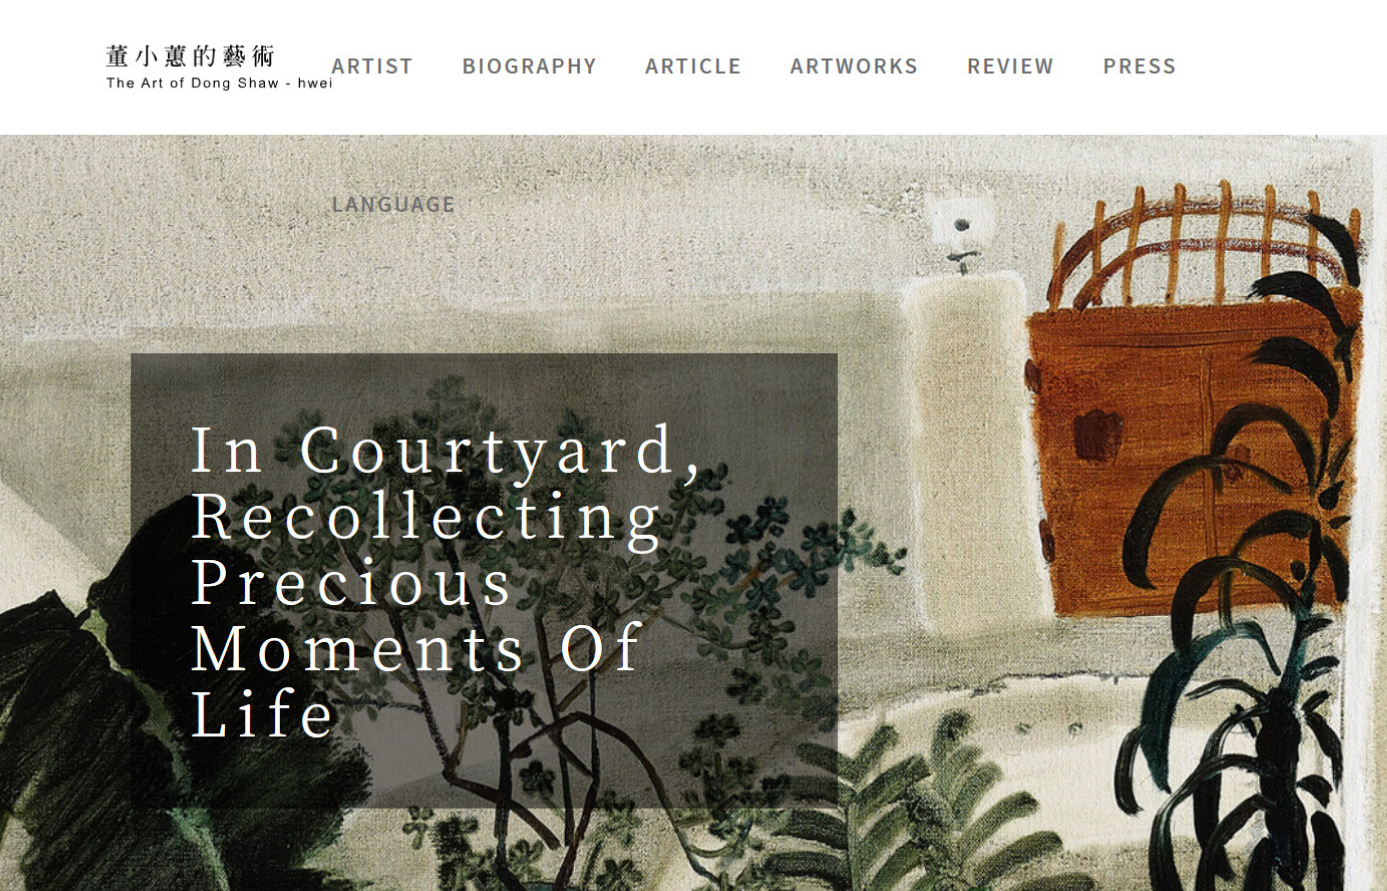 董小蕙的藝術
The Art of Dong Shaw - hwei
ARTIST BIOGRAPHY ARTICLE ARTWORKS REVIEW PRESS
LANGUAGE
In Courtyard,
Recollecting
Precious
Moments Of
Life